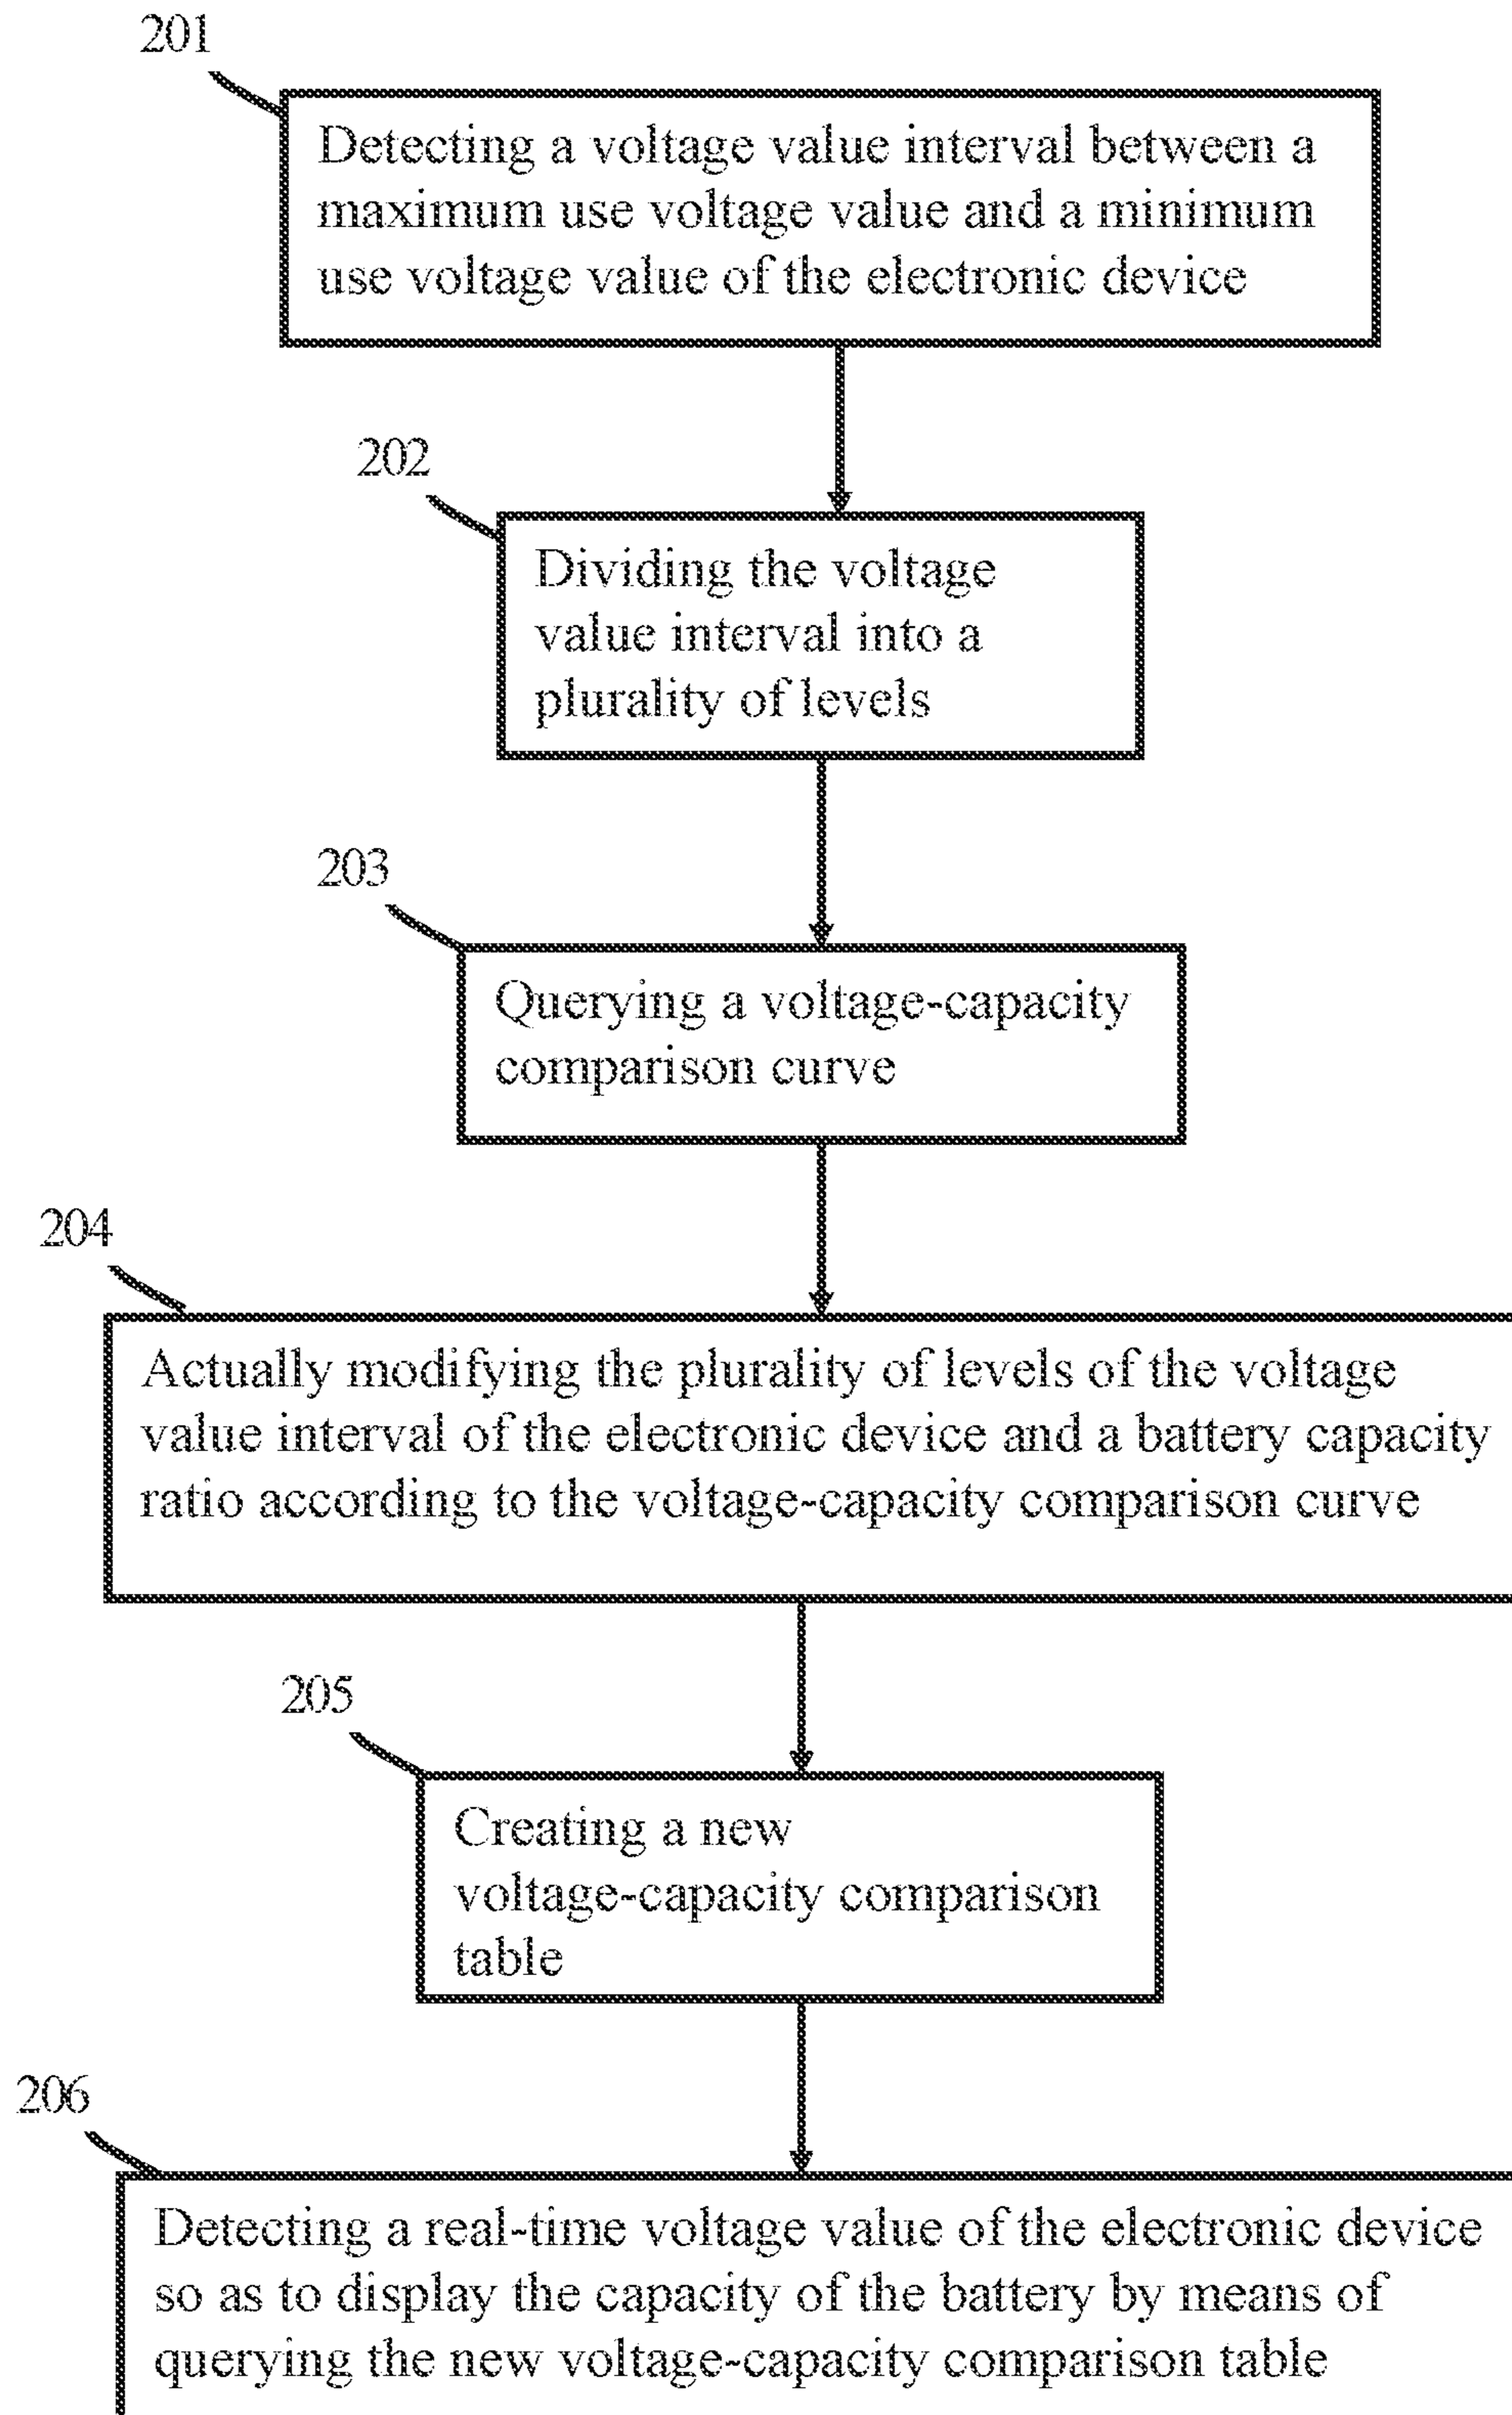 201
Detecting a voltage value interval between a
maximum use voltage value and a minimum
use voltage value of the electronic device
202
Dividing the voltage
value interval into a
plurality of levels
203
Querying a voltage-capacity
comparison curve
204
Actually modifying the plurality of levels of the voltage
value interval of the electronic device and a battery capacity
ratio according to the voltage-capacity comparison curve
205
Creating a new
voltage-capacity comparison
table
206
Detecting a real-time voltage value of the electronic device
so as to display the capacity of the battery by means of
querying the new voltage-capacity comparison table